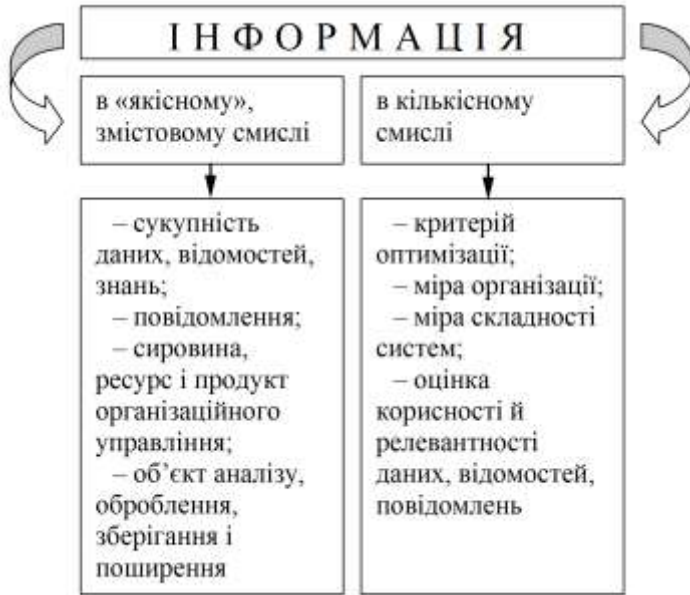 ІНФОРМАЦІЯ
в «якісному»,
змістовому смислі
в кількісному
смислі
– сукупність
даних, відомостей,
знань;
– повідомлення;
– сировина,
ресурс і продукт
організаційного
управління;
– об’єкт аналізу,
оброблення,
зберігання і
поширення
– критерій
оптимізації;
– міра організації;
– міра складності
систем;
– оцінка
корисності й
релевантності
даних, відомостей,
повідомлень